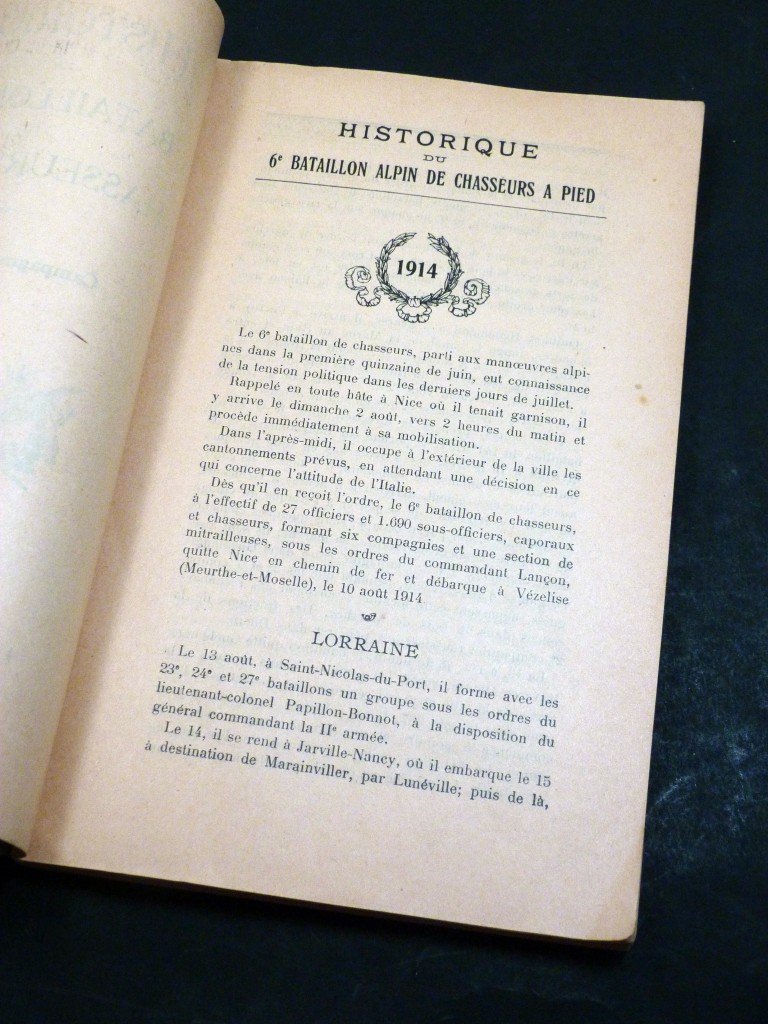 HISTORIQUE
DU
6e BATAILLON ALPIN DE CHASSEURS A PIED
1914
Le 6e bataillon de chasseurs, parti aux manœuvres alpi-
nes dans la première quinzaine de juin, eut connaissance
de la tension politique dans les derniers jours de juillet.
Rappelé en toute hâte à Nice où il tenait garnison, il
y arrive le dimanche 2 août, vers 2 heures du matin et
procède immédiatement à sa mobilisation.
Dans l'après-midi, il occupe à l'extérieur de la ville les
cantonnements prévus, en attendant une décision en ce
qui concerne l'attitude de l'Italie.
Dès qu'il en reçoit l'ordre, le 6e bataillon de chasseurs,
à l'effectif de 27 officiers et 1.690 sous-officiers, caporaux
et chasseurs, formant six compagnies et une section de
mitrailleuses, sous les ordres du commandant Lançon,
quitte Nice en chemin de fer et débarque à Vézelise
(Meurthe-et-Moselle), le 10 août 1914
LORRAINE
Le 13 août, à Saint-Nicolas-du-Port, il forme avec les
23e, 24e et 27e bataillons un groupe sous les ordres du
lieutenant-colonel Papillon-Bonnot, à la disposition du
général commandant la IIe armée.
Le 14, il se rend à Jarville-Nancy, où il embarque le 15
à destination de Marainviller, par Lunéville; puis de là,